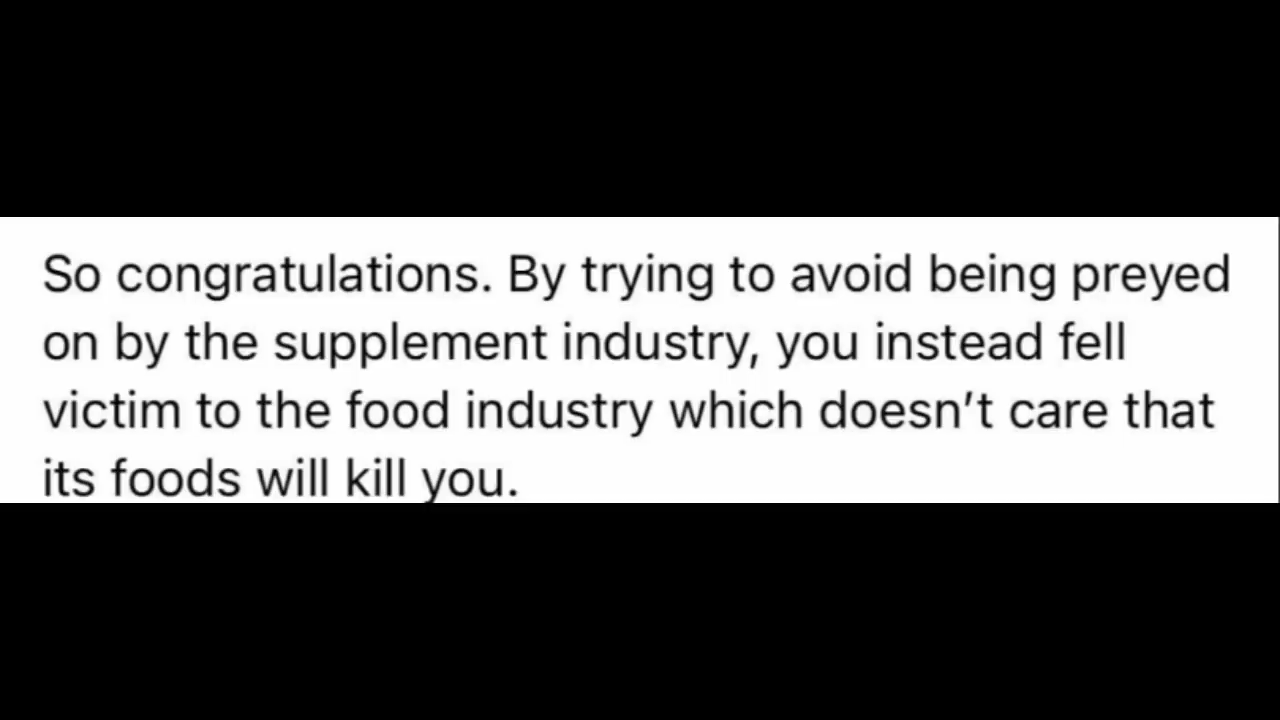 So congratulations. By trying to avoid being preyed
on by the supplement industry, you instead fell
victim to the food industry which doesn’t care that
its foods will kill you.